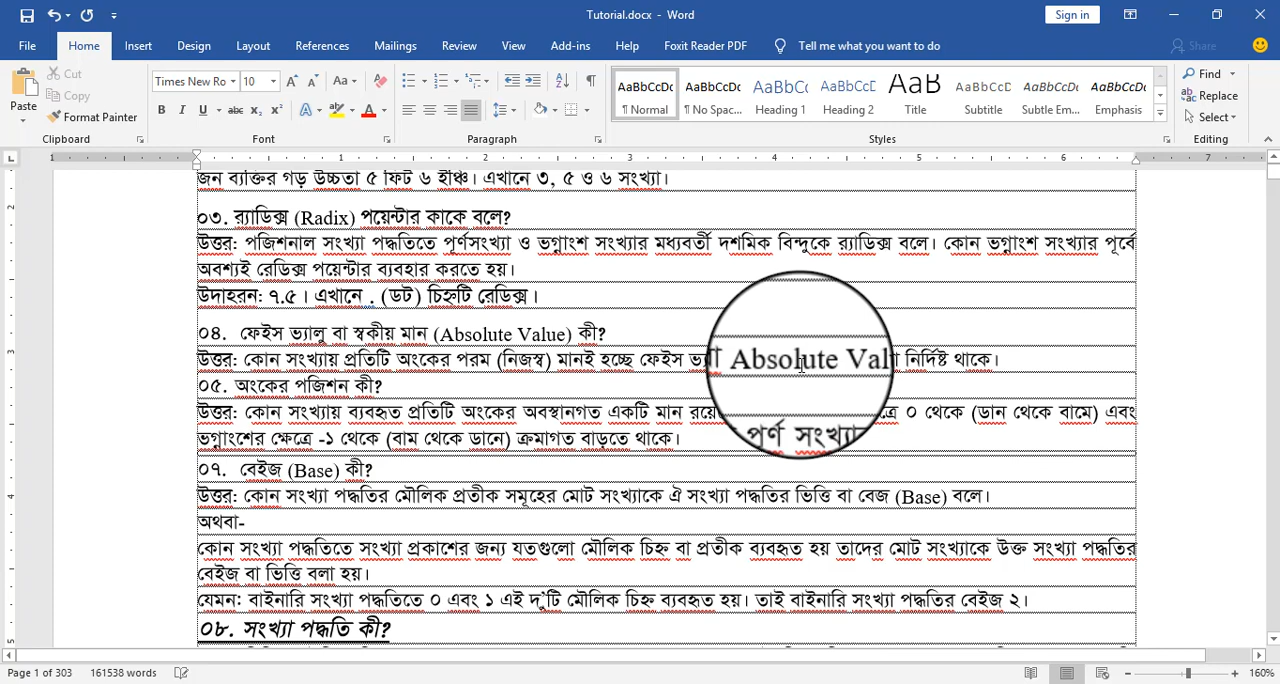 Tutorial.docx - Word
Sign in
File Home Insert Design Layout References Mailings Review View Add-ins Help Foxit Reader PDF Tell me what you want to do Share
Paste Cut Copy Format Painter
Times New Ro 10
AaBbCcDc AaBbCcDc AaBbCc AaBbCcC AaB AaBbCcD AaBbCcDc AaBbCcDc
¶ Normal ¶ No Spac... Heading 1 Heading 2 Title Subtitle Subtle Em... Emphasis
Find Replace Select
Clipboard Font Paragraph Styles Editing
জন ব্যক্তির গড় উচ্চতা ৫ ফিট ৬ ইঞ্চি। এখানে ৩, ৫ ও ৬ সংখ্যা।
০৩. র‍্যাডিক্স (Radix) পয়েন্টার কাকে বলে?
উত্তর: পজিশনাল সংখ্যা পদ্ধতিতে পূর্ণসংখ্যা ও ভগ্নাংশ সংখ্যার মধ্যবর্তী দশমিক বিন্দুকে র‍্যাডিক্স বলে। কোন ভগ্নাংশ সংখ্যার পূর্বে
অবশ্যই রেডিক্স পয়েন্টার ব্যবহার করতে হয়।
উদাহরন: ৭.৫। এখানে . (ডট) চিহ্নটি রেডিক্স।
০৪. ফেইস ভ্যালু বা স্বকীয় মান (Absolute Value) কী?
উত্তর: কোন সংখ্যায় প্রতিটি অংকের পরম (নিজস্ব) মানই হচ্ছে ফেইস Absolute Val নির্দিষ্ট থাকে।
০৫. অংকের পজিশন কী?
উত্তর: কোন সংখ্যায় ব্যবহৃত প্রতিটি অংকের অবস্থানগত একটি মান পূর্ণ সংখ্যা ০ থেকে (ডান থেকে বামে) এবং
ভগ্নাংশের ক্ষেত্রে -১ থেকে (বাম থেকে ডানে) ক্রমাগত বাড়তে থাকে।
০৭. বেইজ (Base) কী?
উত্তর: কোন সংখ্যা পদ্ধতির মৌলিক প্রতীক সমূহের মোট সংখ্যাকে ঐ সংখ্যা পদ্ধতির ভিত্তি বা বেজ (Base) বলে।
অথবা-
কোন সংখ্যা পদ্ধতিতে সংখ্যা প্রকাশের জন্য যতগুলো মৌলিক চিহ্ন বা প্রতীক ব্যবহৃত হয় তাদের মোট সংখ্যাকে উক্ত সংখ্যা পদ্ধতির
বেইজ বা ভিত্তি বলা হয়।
যেমন: বাইনারি সংখ্যা পদ্ধতিতে ০ এবং ১ এই দু'টি মৌলিক চিহ্ন ব্যবহৃত হয়। তাই বাইনারি সংখ্যা পদ্ধতির বেইজ ২।
০৮. সংখ্যা পদ্ধতি কী?
Page 1 of 303 161538 words 160%